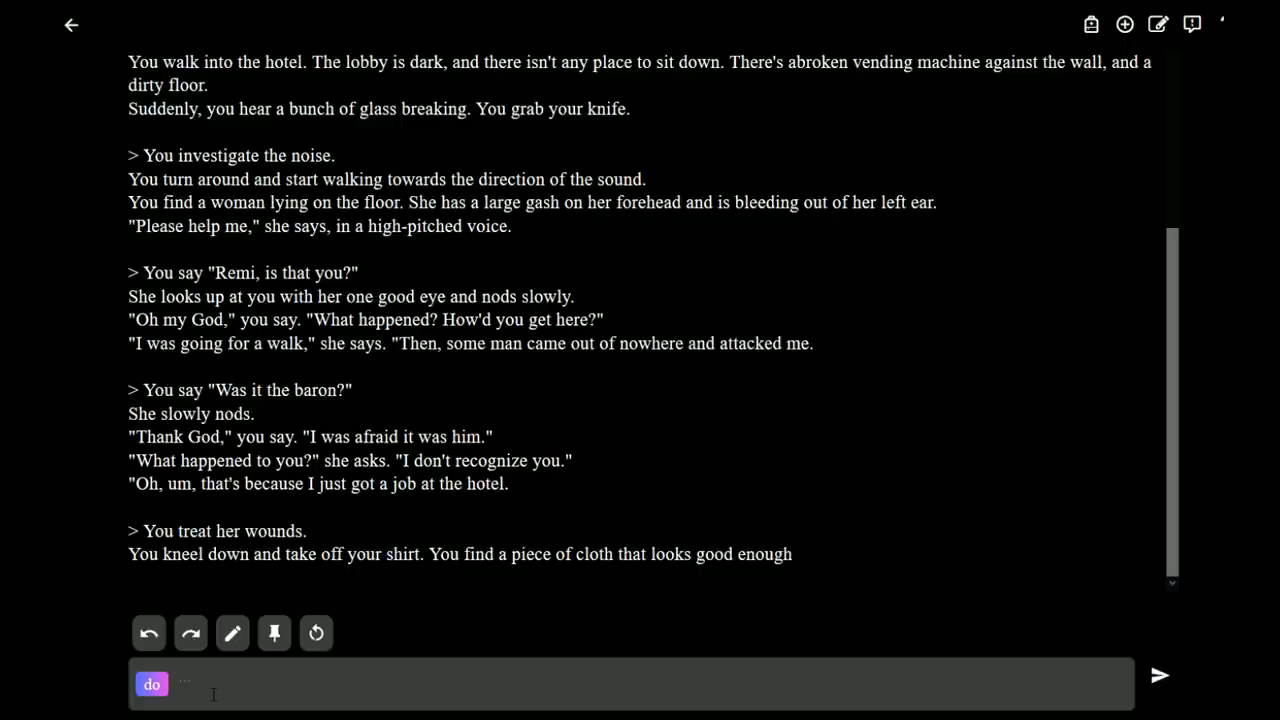 You walk into the hotel. The lobby is dark, and there isn't any place to sit down. There's abroken vending machine against the wall, and a
dirty floor.
Suddenly, you hear a bunch of glass breaking. You grab your knife.
> You investigate the noise.
You turn around and start walking towards the direction of the sound.
You find a woman lying on the floor. She has a large gash on her forehead and is bleeding out of her left ear.
"Please help me," she says, in a high-pitched voice.
> You say "Remi, is that you?"
She looks up at you with her one good eye and nods slowly.
"Oh my God," you say. "What happened? How'd you get here?"
"I was going for a walk," she says. "Then, some man came out of nowhere and attacked me.
> You say "Was it the baron?"
She slowly nods.
"Thank God," you say. "I was afraid it was him."
"What happened to you?" she asks. "I don't recognize you."
"Oh, um, that's because I just got a job at the hotel.
> You treat her wounds.
You kneel down and take off your shirt. You find a piece of cloth that looks good enough
do ...